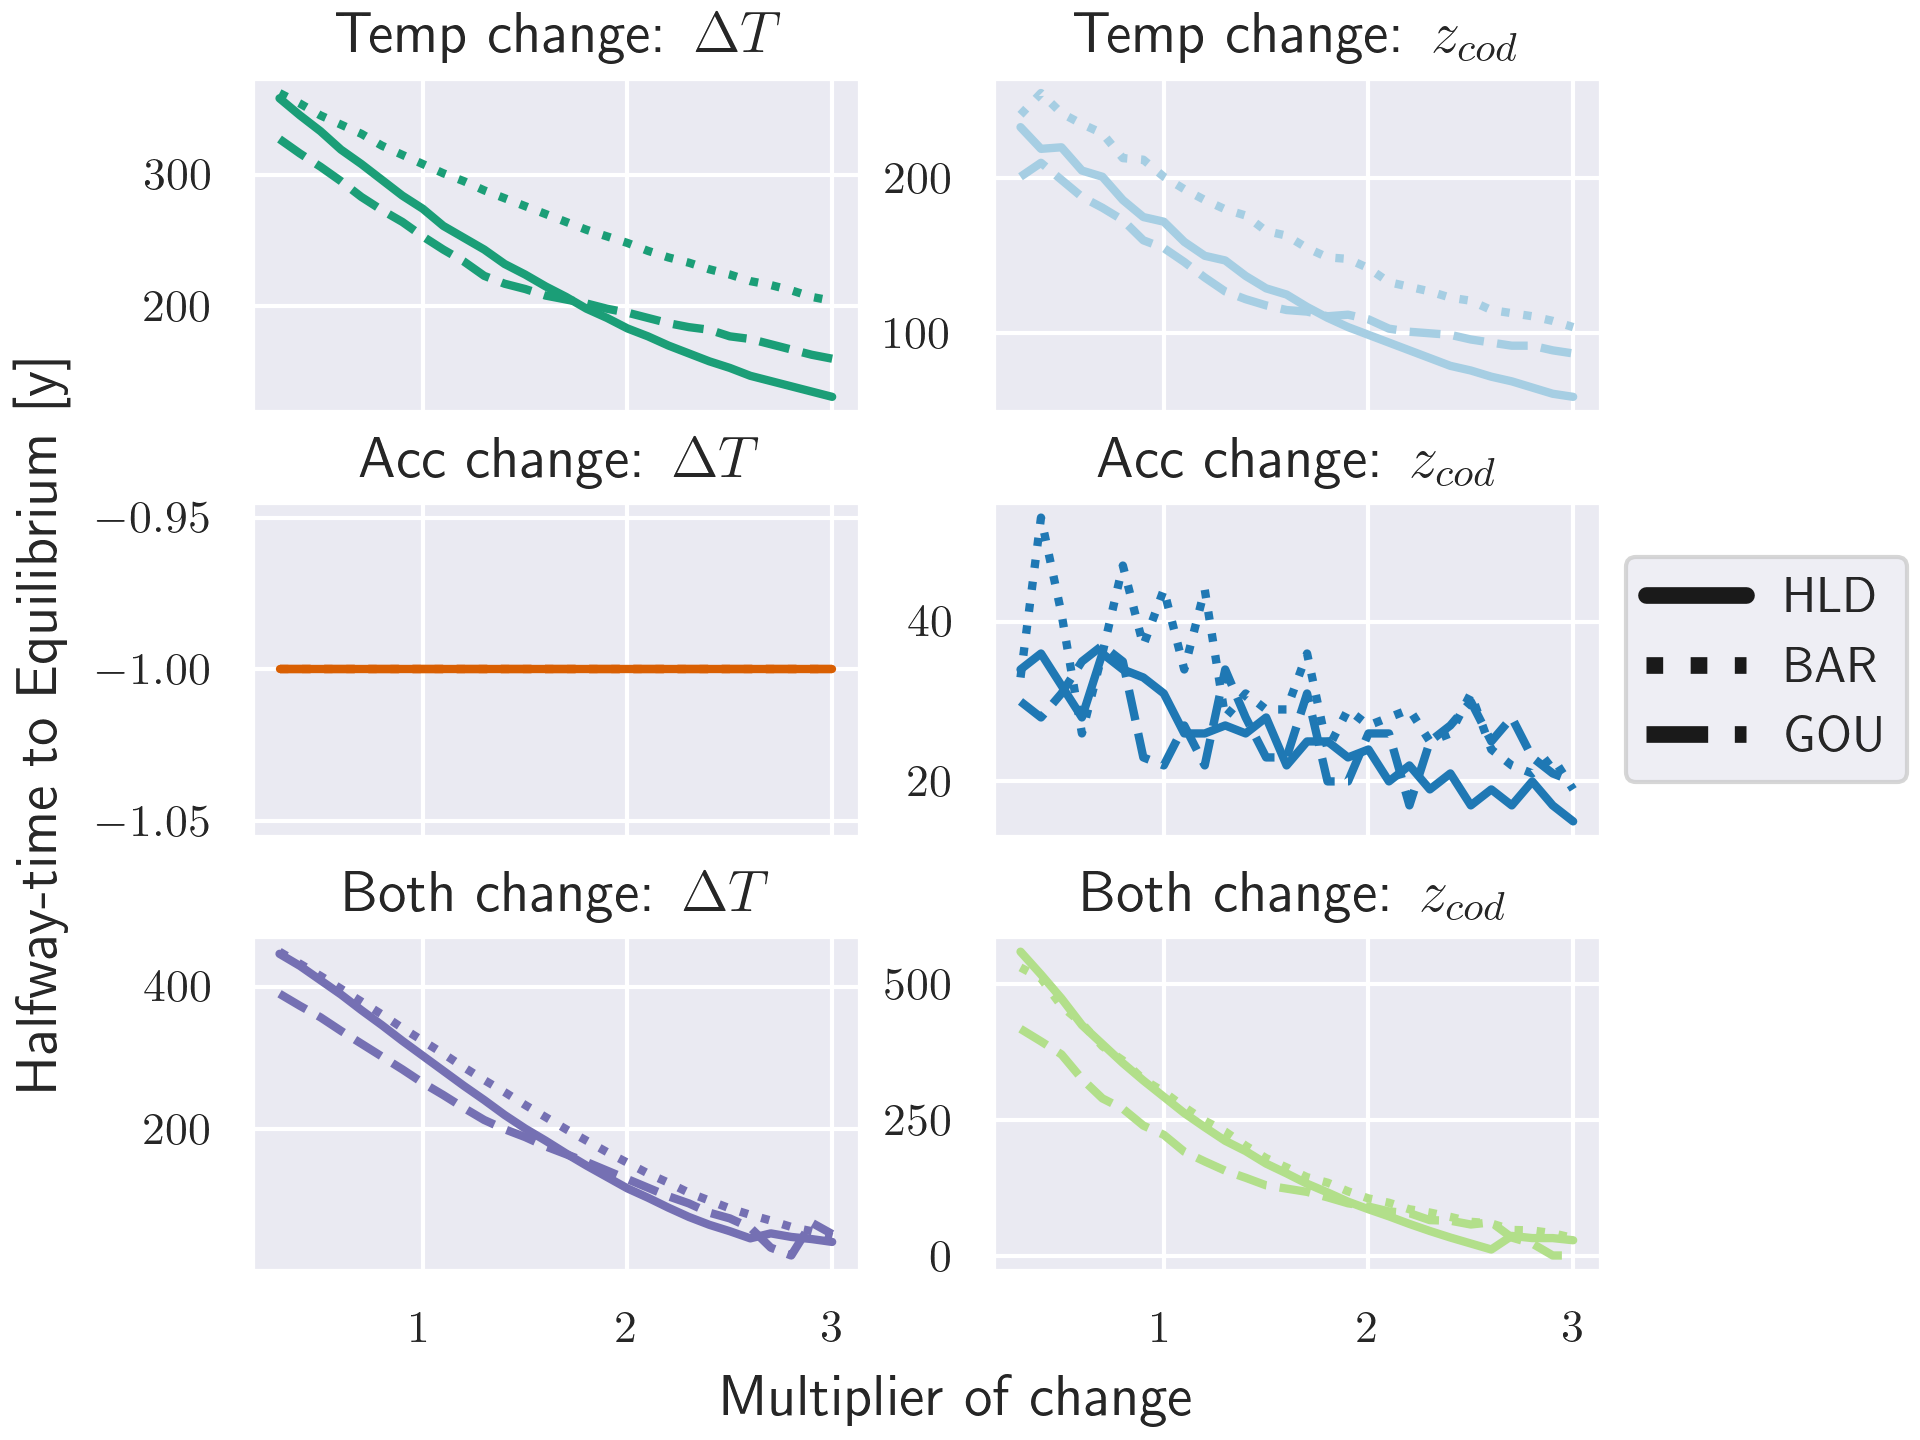 Temp change: ΔT
Temp change: z_cod
300
200
200
100
Halfway-time to Equilibrium [y]
Acc change: ΔT
Acc change: z_cod
−0.95
−1.00
−1.05
40
20
HLD
BAR
GOU
Both change: ΔT
Both change: z_cod
400
200
500
250
0
1 2 3
1 2 3
Multiplier of change